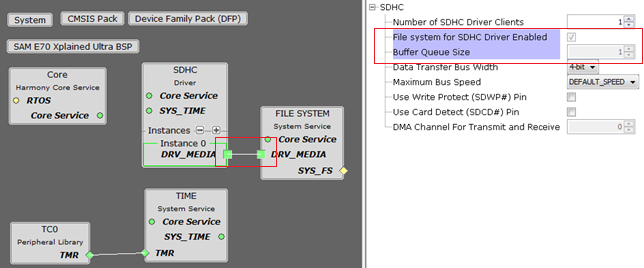 System
CMSIS Pack
Device Family Pack (DFP)
SAM E70 Xplained Ultra BSP
Core
Harmony Core Service
RTOS
Core Service
SDHC
Driver
Core Service
SYS_TIME
Instances
Instance 0
DRV_MEDIA
FILE SYSTEM
System Service
Core Service
DRV_MEDIA
SYS_FS
TIME
System Service
Core Service
SYS_TIME
TMR
TC0
Peripheral Library
TMR
SDHC
Number of SDHC Driver Clients 1
File system for SDHC Driver Enabled
Buffer Queue Size 1
Data Transfer Bus Width 4-bit
Maximum Bus Speed DEFAULT_SPEED
Use Write Protect (SDWP#) Pin
Use Card Detect (SDCD#) Pin
DMA Channel For Transmit and Receive 0